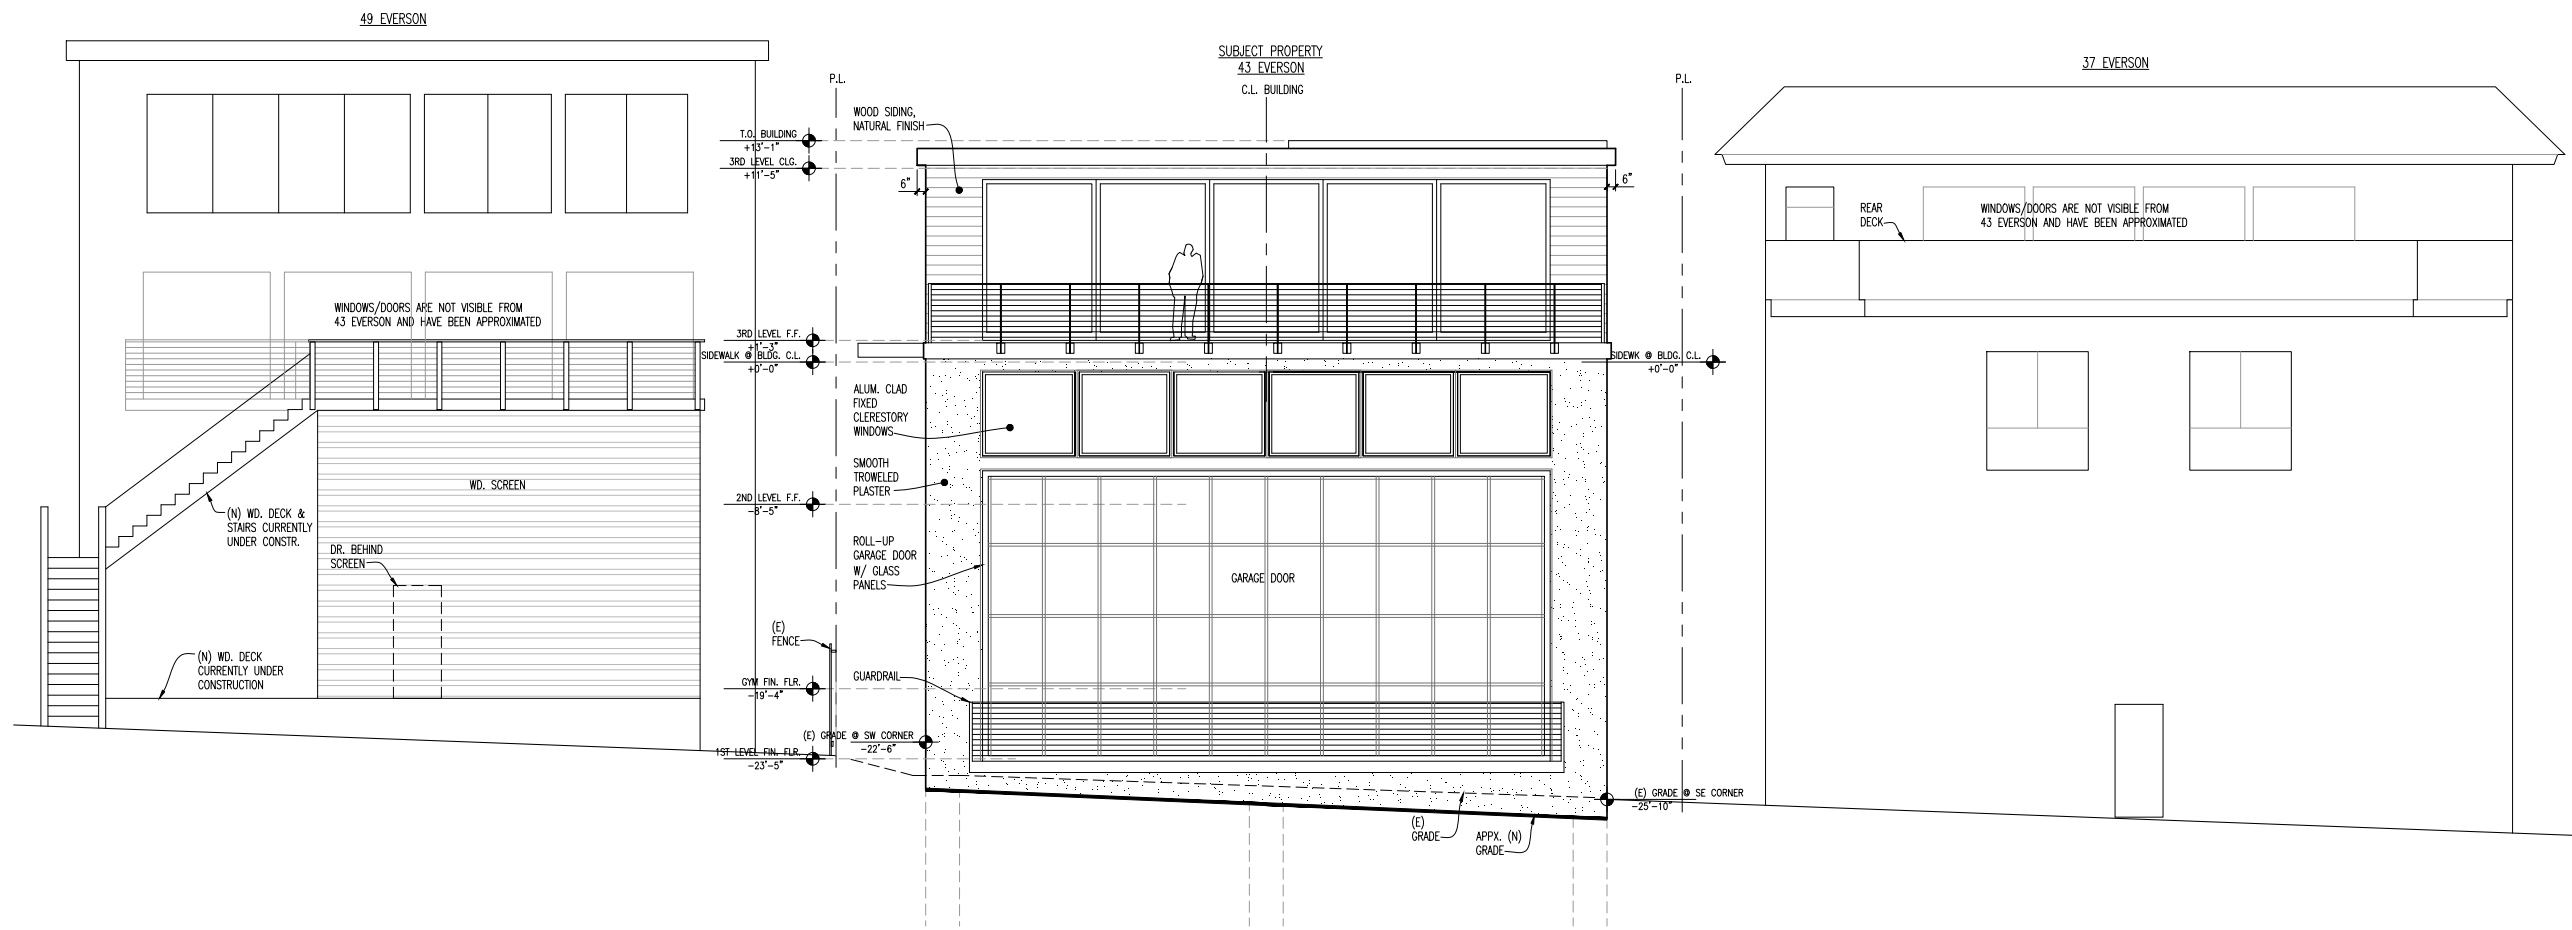 49 EVERSON
SUBJECT PROPERTY
43 EVERSON
C.L. BUILDING
37 EVERSON
P.L.
P.L.
WOOD SIDING,
NATURAL FINISH
T.O. BUILDING
+13'-1"
3RD LEVEL CLG.
+11'-5"
6"
6"
REAR
DECK
WINDOWS/DOORS ARE NOT VISIBLE FROM
43 EVERSON AND HAVE BEEN APPROXIMATED
WINDOWS/DOORS ARE NOT VISIBLE FROM
43 EVERSON AND HAVE BEEN APPROXIMATED
3RD LEVEL F.F.
+1'-3"
SIDEWALK @ BLDG. C.L.
+0'-0"
SIDEWK @ BLDG. C.L.
+0'-0"
ALUM. CLAD
FIXED
CLERESTORY
WINDOWS
SMOOTH
TROWELED
PLASTER
WD. SCREEN
2ND LEVEL F.F.
-8'-5"
(N) WD. DECK &
STAIRS CURRENTLY
UNDER CONSTR.
DR. BEHIND
SCREEN
ROLL-UP
GARAGE DOOR
W/ GLASS
PANELS
GARAGE DOOR
(E)
FENCE
(N) WD. DECK
CURRENTLY UNDER
CONSTRUCTION
GUARDRAIL
GYM FIN. FLR.
-19'-4"
(E) GRADE @ SW CORNER
-22'-6"
1ST LEVEL FIN. FLR.
-23'-5"
(E) GRADE @ SE CORNER
-25'-10"
(E)
GRADE
APPX. (N)
GRADE